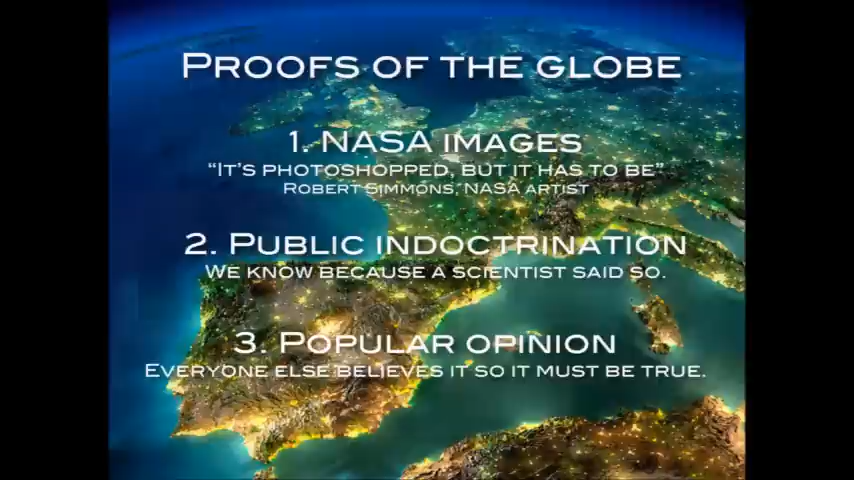 PROOFS OF THE GLOBE
1. NASA IMAGES
"IT'S PHOTOSHOPPED, BUT IT HAS TO BE"
ROBERT SIMMONS, NASA ARTIST
2. PUBLIC INDOCTRINATION
WE KNOW BECAUSE A SCIENTIST SAID SO.
3. POPULAR OPINION
EVERYONE ELSE BELIEVES IT SO IT MUST BE TRUE.